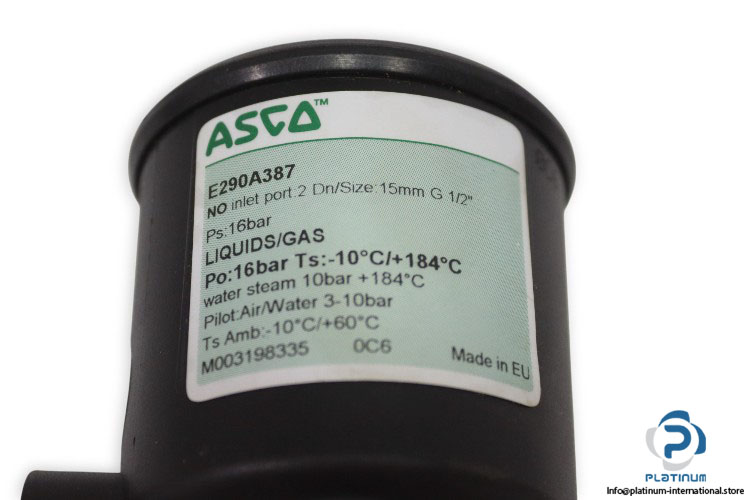 ASCO™
E290A387
NO inlet port:2 Dn/Size:15mm G 1/2"
Ps:16bar
LIQUIDS/GAS
Po:16bar Ts:-10°C/+184°C
water steam 10bar +184°C
Pilot:Air/Water 3-10bar
Ts Amb:-10°C/+60°C
M003198335 0C6 Made in EU
PLATINUM
Info@platinum-international.store